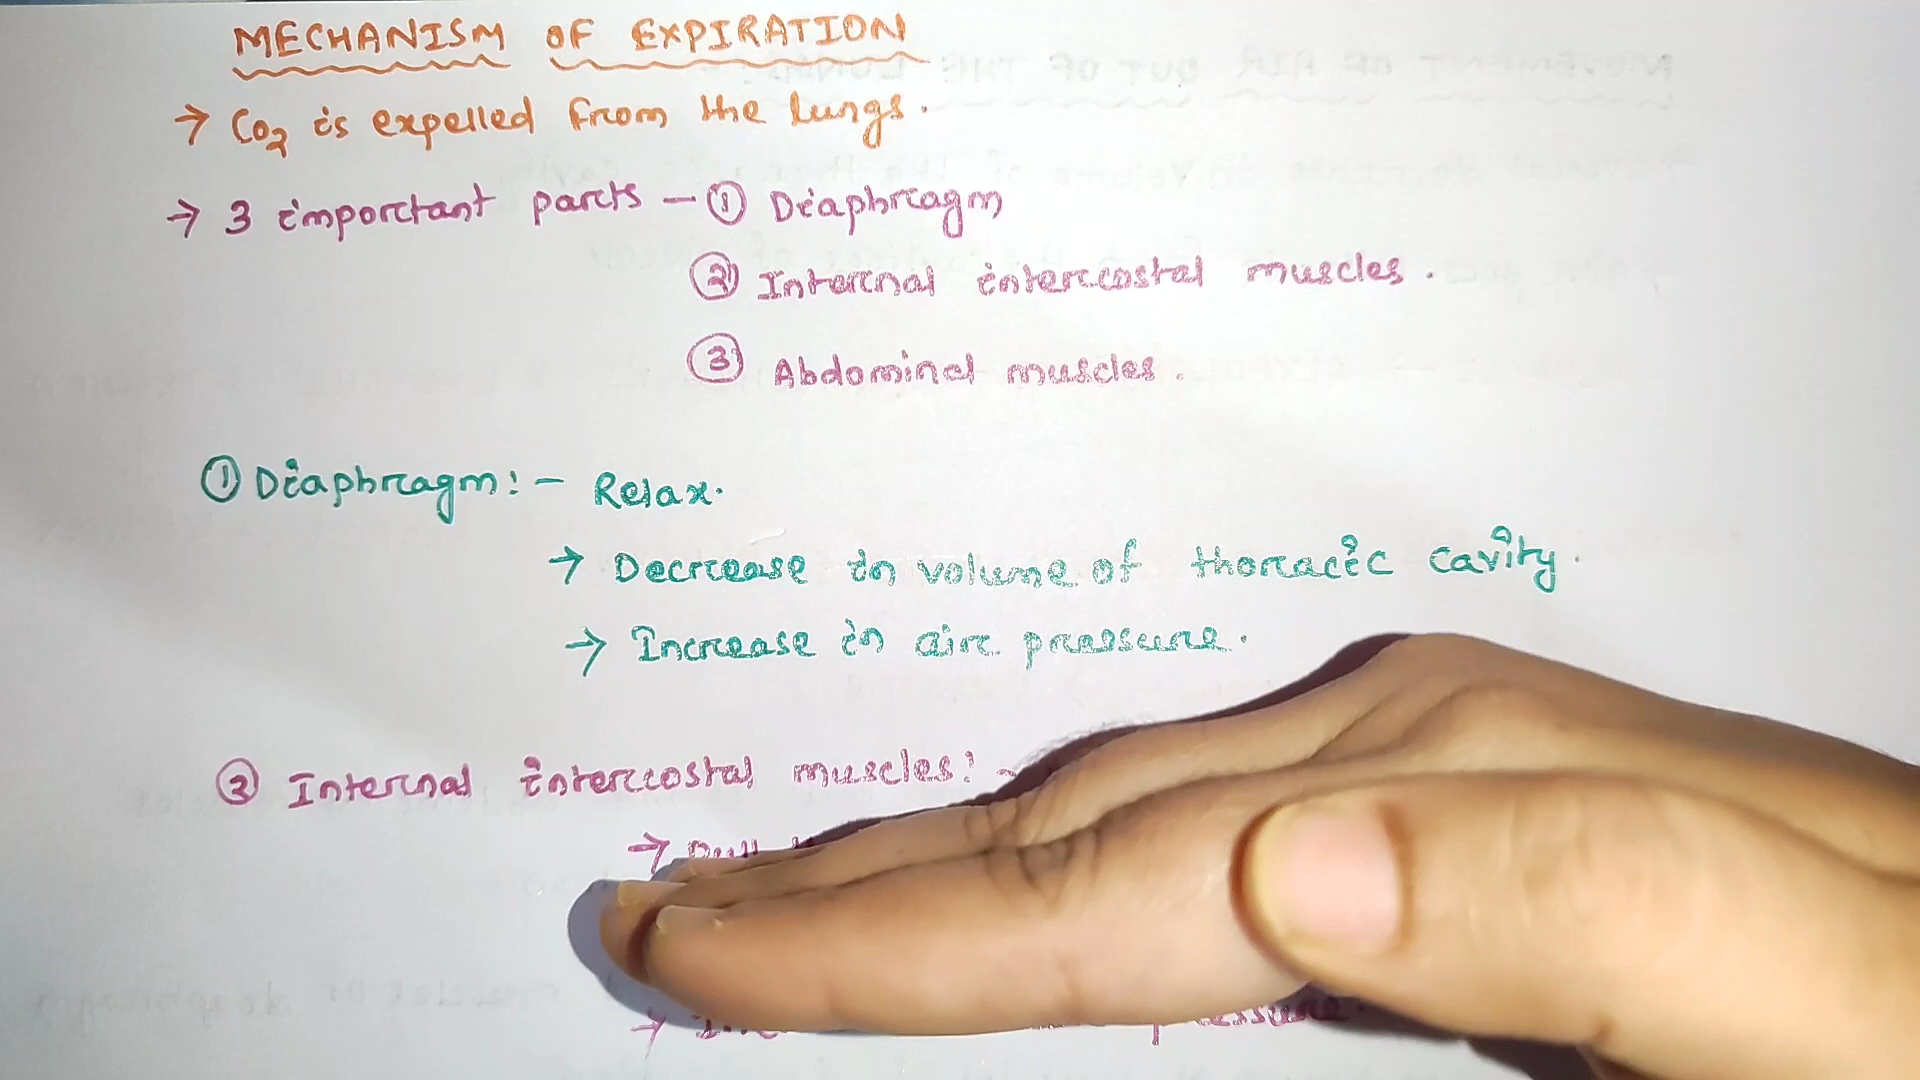 MECHANISM OF EXPIRATION
→ CO2 is expelled from the lungs.
→ 3 important parts — ① Diaphragm
② Internal intercostal muscles.
③ Abdominal muscles.
① Diaphragm :- Relax.
→ Decrease in volume of thoracic cavity.
→ Increase in air pressure.
② Internal intercostal muscles :-
→ Pull
→ pressure.